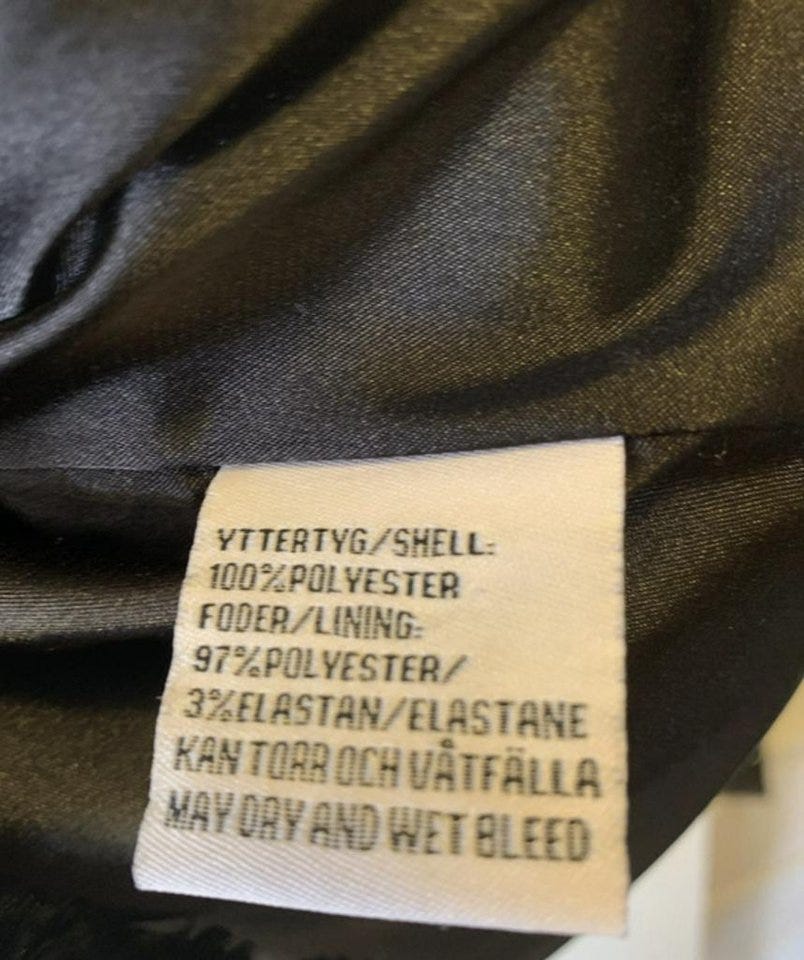 YTTERTYG/SHELL:
100%POLYESTER
FODER/LINING:
97%POLYESTER/
3%ELASTAN/ELASTANE
KAN TORR OCH VÅTFÄLLA
MAY DRY AND WET BLEED